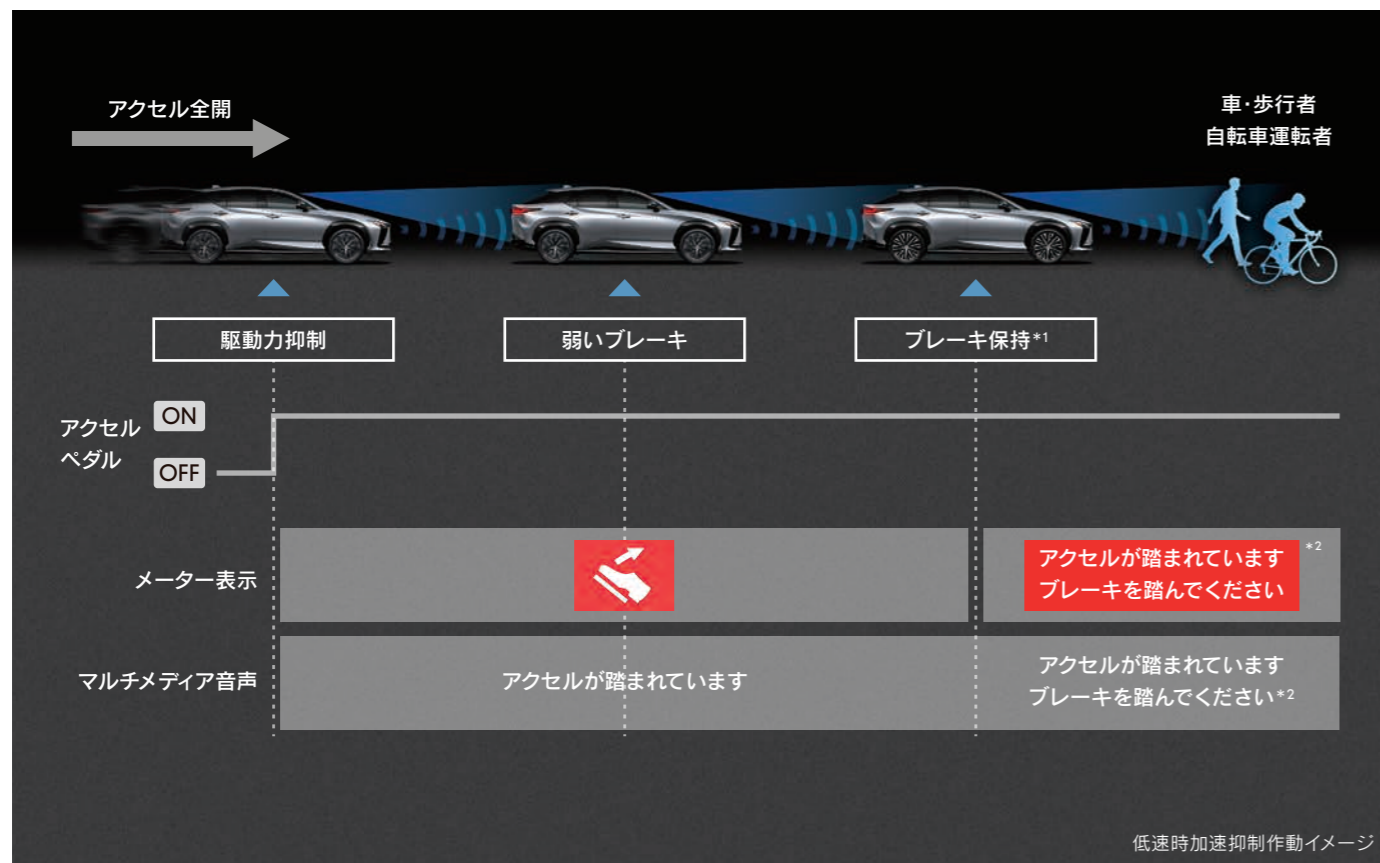 アクセル全開
車・歩行者
自転車運転者
駆動力抑制
弱いブレーキ
ブレーキ保持*1
アクセル
ペダル
ON
OFF
メーター表示
アクセルが踏まれています
ブレーキを踏んでください
*2
マルチメディア音声
アクセルが踏まれています
アクセルが踏まれています
ブレーキを踏んでください*2
低速時加速抑制作動イメージ